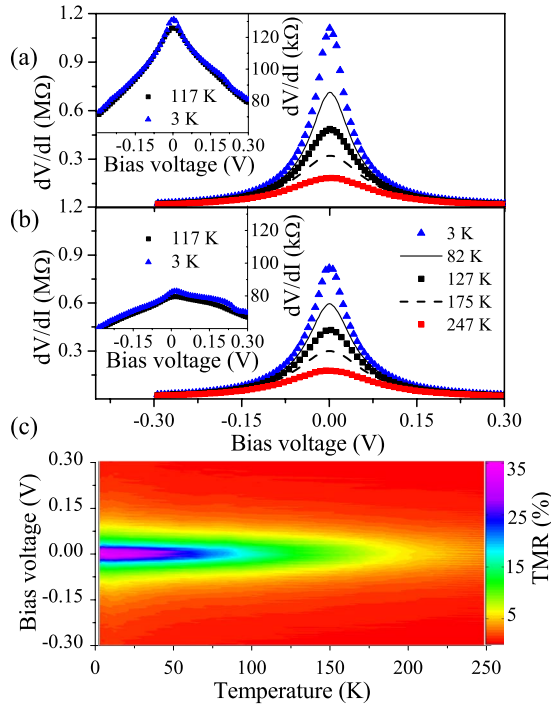 (a)
dV/dI (MΩ)
1.2
0.9
0.6
0.3
1.2
120
100
80
dV/dI (kΩ)
117 K
3 K
0 0.15 0.30
Bias voltage (V)
(b)
dV/dI (MΩ)
0.9
0.6
0.3
120
100
80
dV/dI (kΩ)
117 K
3 K
0 0.15 0.30
Bias voltage (V)
3 K
82 K
127 K
175 K
247 K
-0.30 -0.15 0.00 0.15 0.30
Bias voltage (V)
(c)
Bias voltage (V)
0.30
0.15
0.00
-0.15
-0.30
0 50 100 150 200 250
Temperature (K)
35
25
15
5
TMR (%)